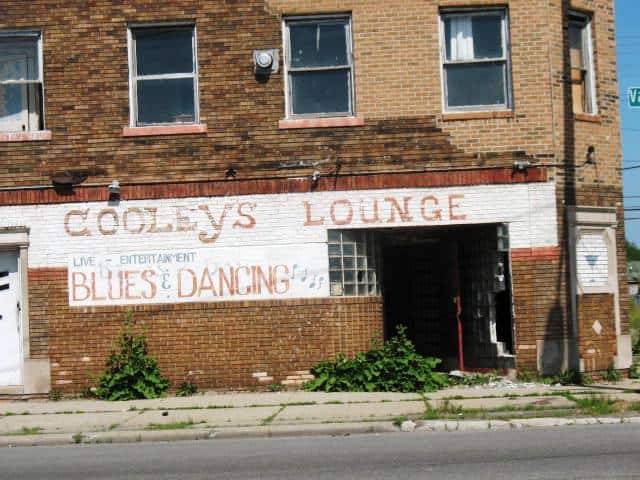 COOLEY'S LOUNGE
LIVE - ENTERTAINMENT
BLUES & DANCING